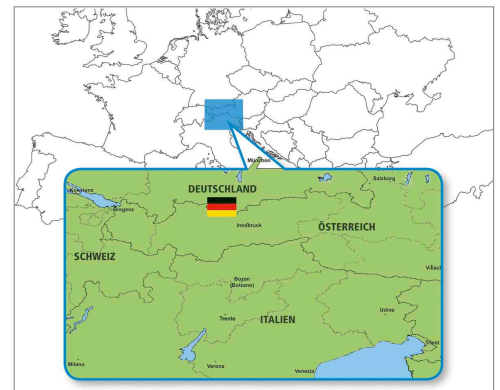 München
Konstanz
DEUTSCHLAND
Salzburg
Bregenz
Innsbruck
ÖSTERREICH
SCHWEIZ
Villach
Bozen
(Bolzano)
Trento
ITALIEN
Udine
Triest
Milano
Verona
Venezia